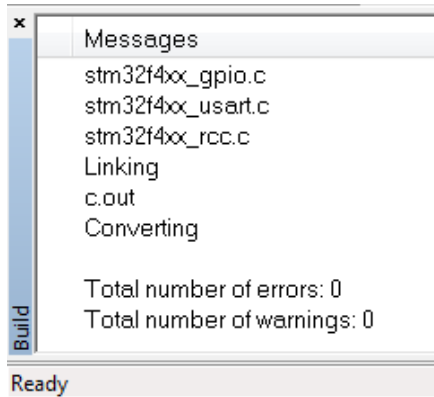 Messages
stm32f4xx_gpio.c
stm32f4xx_usart.c
stm32f4xx_rcc.c
Linking
c.out
Converting
Total number of errors: 0
Total number of warnings: 0
Build
Ready